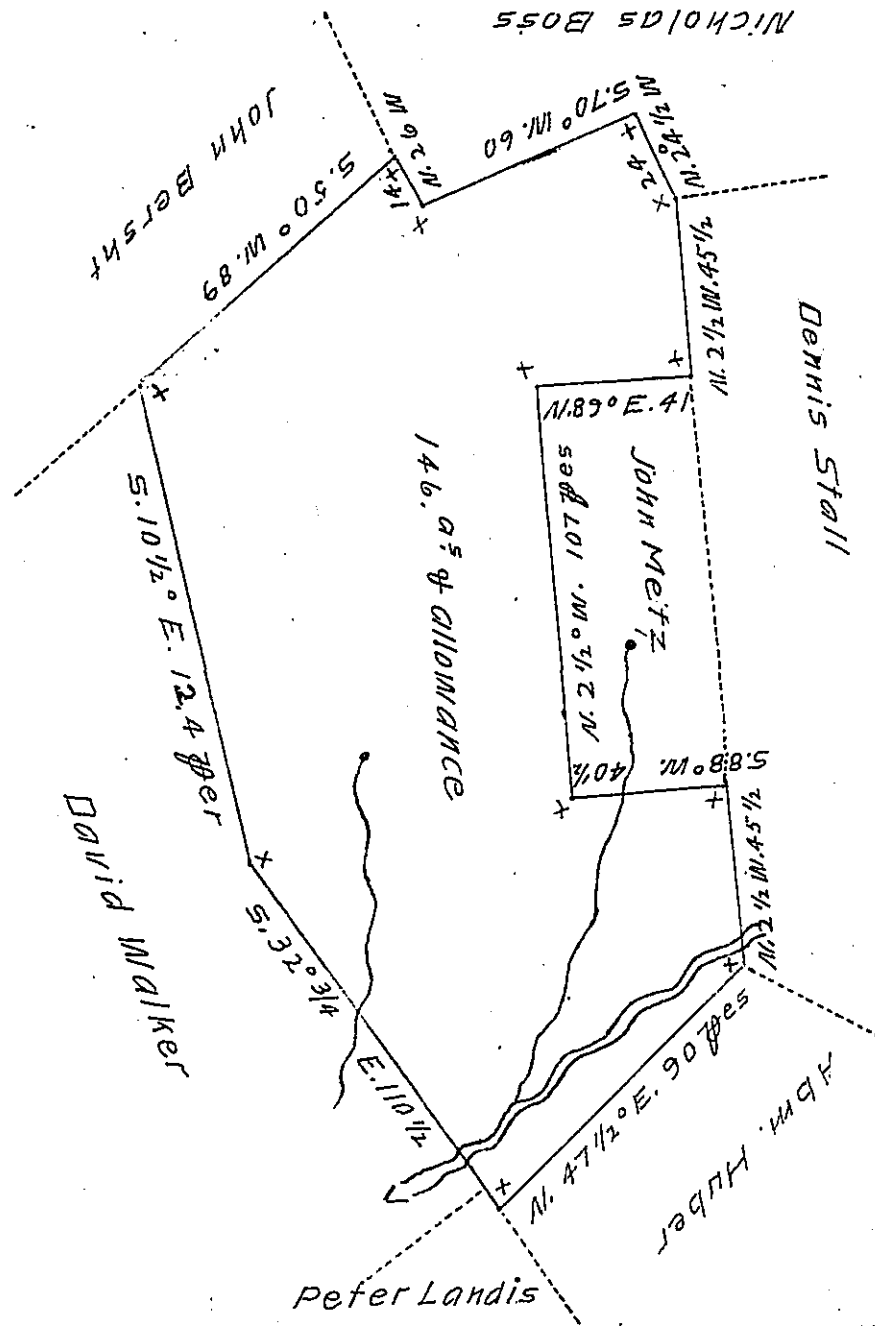 Nicholas Boss
S.70° W. 60
N. 26 W
14
N. 24½ W
24
John Bersht
S. 50° W. 89
N. 2½ W. 45½
Dennis Stall
N. 89° E. 41
John Metz
N. 2½° W. 107 pes
146. aˢ & allowance
S. 10½° E. 124 per
S. 88° W. 40½
N. 2½ W. 45½
David Walker
S. 32° ¾ E. 110½
N. 47½° E. 90 pes
Abm. Huber
Peter Landis